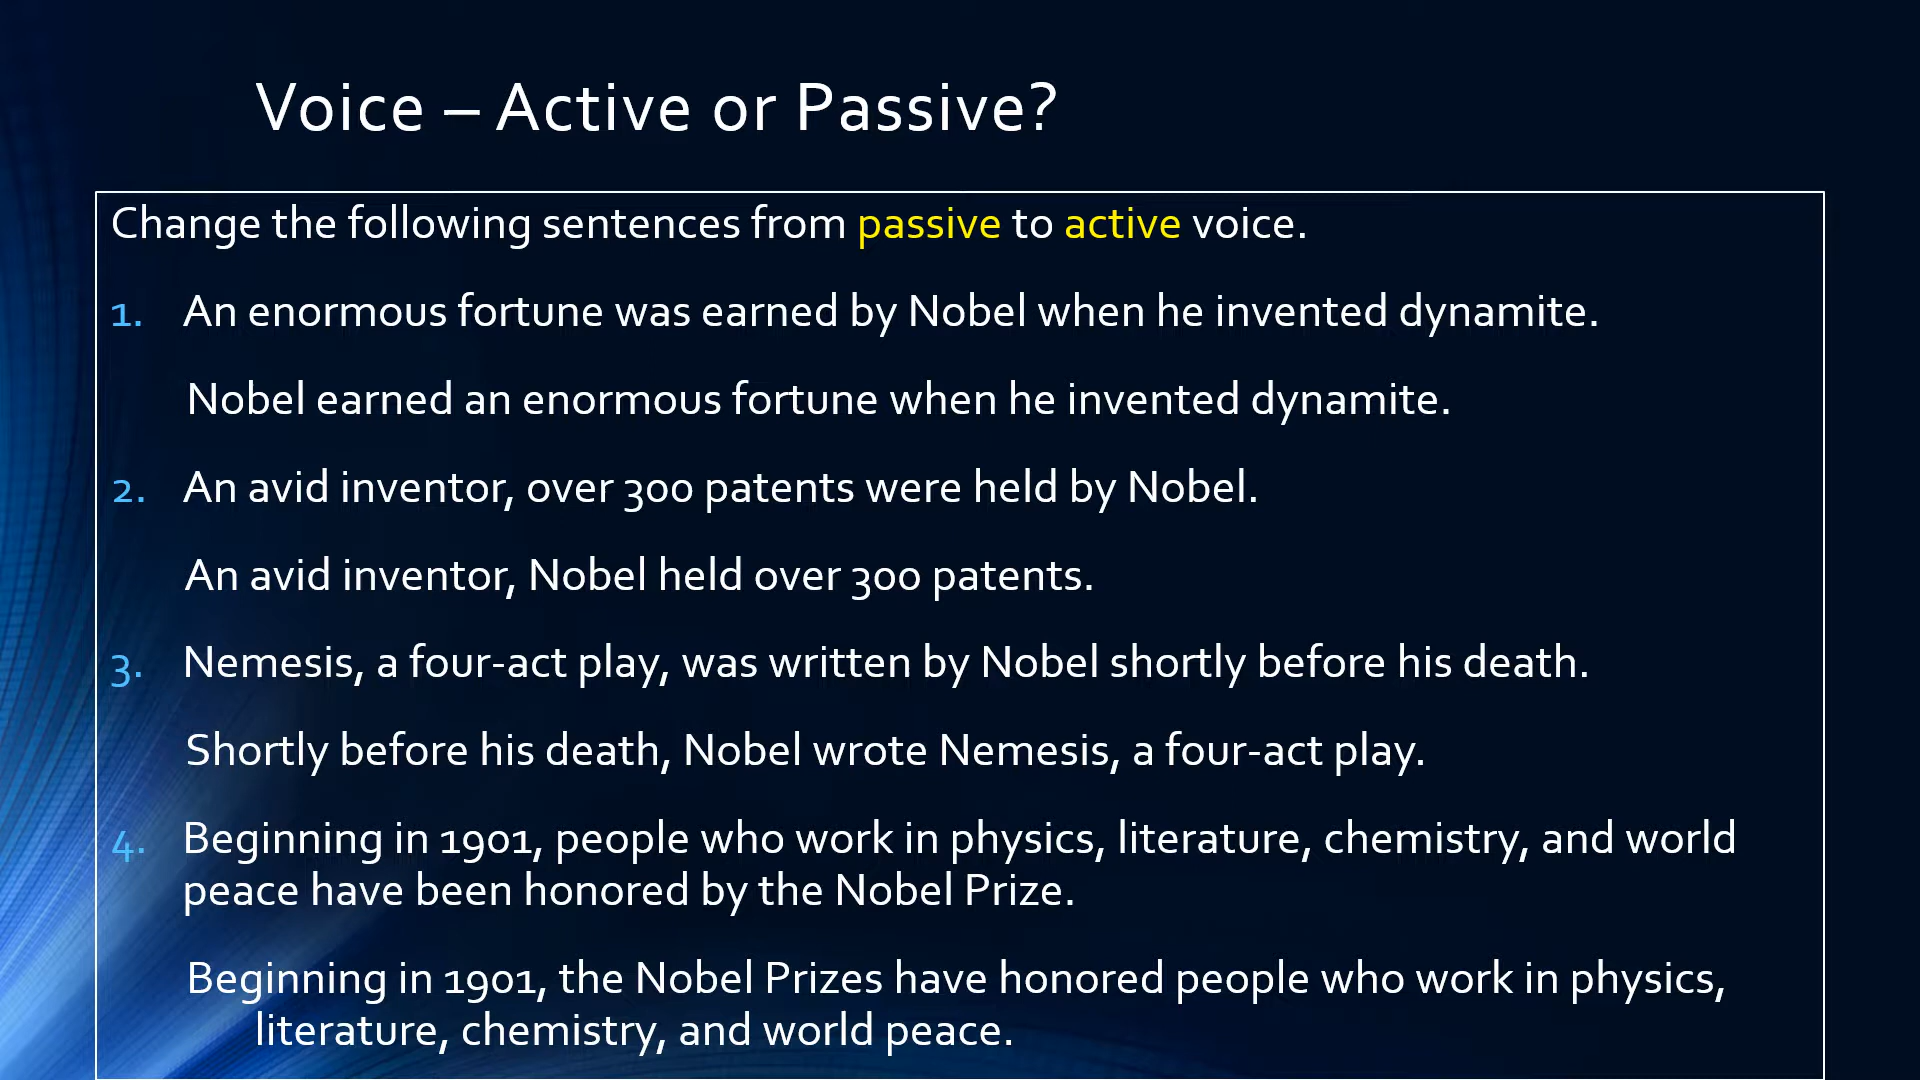 Voice – Active or Passive?
Change the following sentences from passive to active voice.
1. An enormous fortune was earned by Nobel when he invented dynamite.
Nobel earned an enormous fortune when he invented dynamite.
2. An avid inventor, over 300 patents were held by Nobel.
An avid inventor, Nobel held over 300 patents.
3. Nemesis, a four-act play, was written by Nobel shortly before his death.
Shortly before his death, Nobel wrote Nemesis, a four-act play.
4. Beginning in 1901, people who work in physics, literature, chemistry, and world
peace have been honored by the Nobel Prize.
Beginning in 1901, the Nobel Prizes have honored people who work in physics,
literature, chemistry, and world peace.